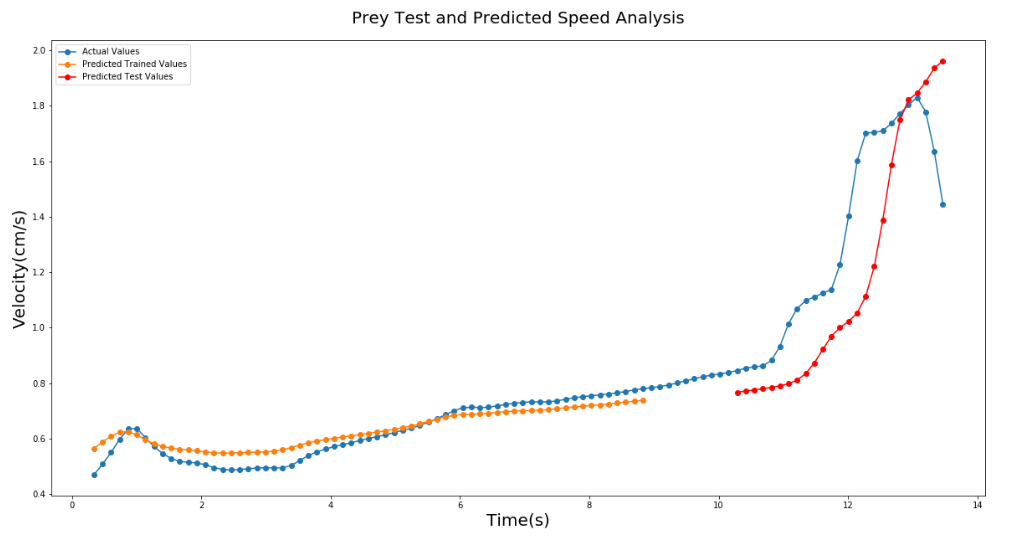 Prey Test and Predicted Speed Analysis
Actual Values
Predicted Trained Values
Predicted Test Values
Velocity(cm/s)
2.0
1.8
1.6
1.4
1.2
1.0
0.8
0.6
0.4
0 2 4 6 8 10 12 14
Time(s)